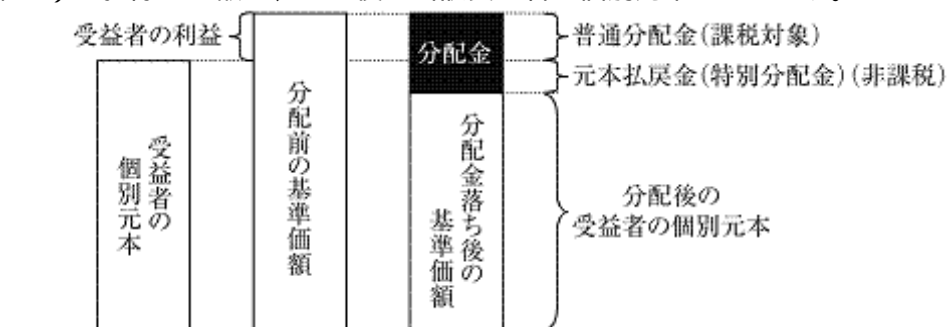 受益者の利益
分配金
普通分配金(課税対象)
元本払戻金(特別分配金)(非課税)
受益者の
個別元本
分配前の基準価額
分配金落ち後の
基準価額
分配後の
受益者の個別元本